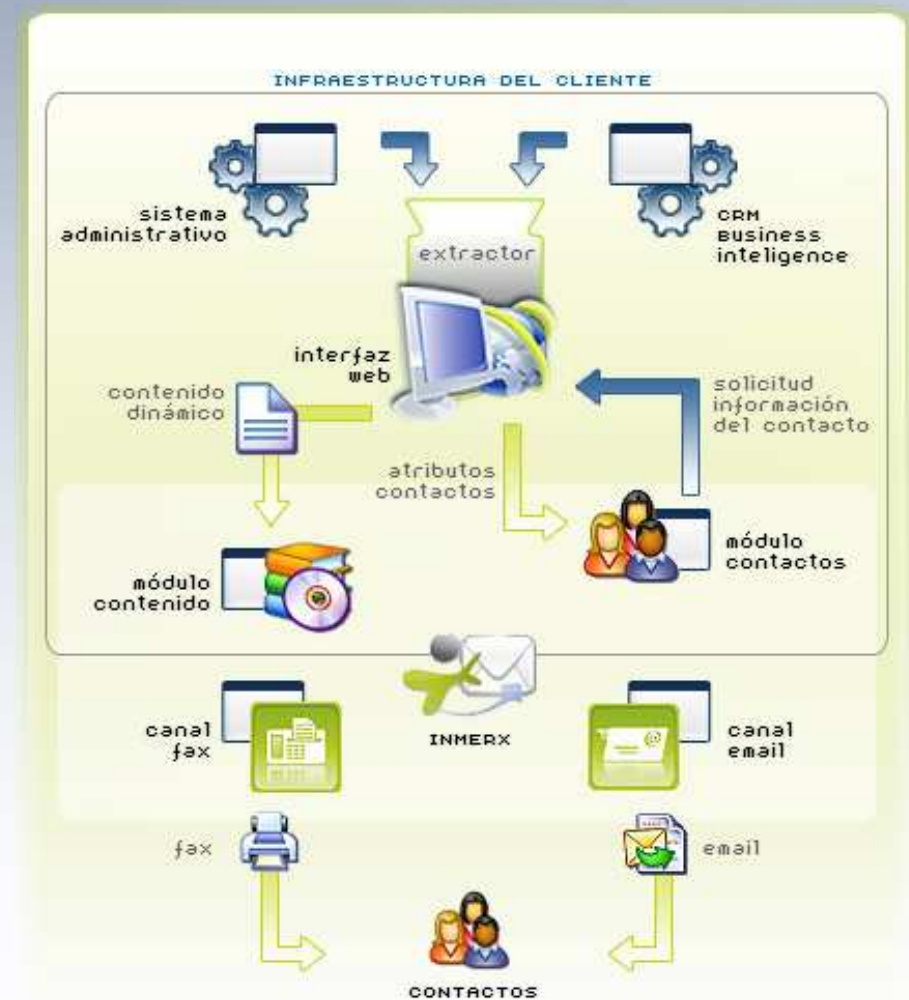 INFRAESTRUCTURA DEL CLIENTE
sistema
administrativo
CRM
Business
inteligence
extractor
interfaz
web
contenido
dinámico
solicitud
información
del contacto
atributos
contactos
módulo
contenido
módulo
contactos
canal
fax
INMERX
canal
email
fax
email
CONTACTOS